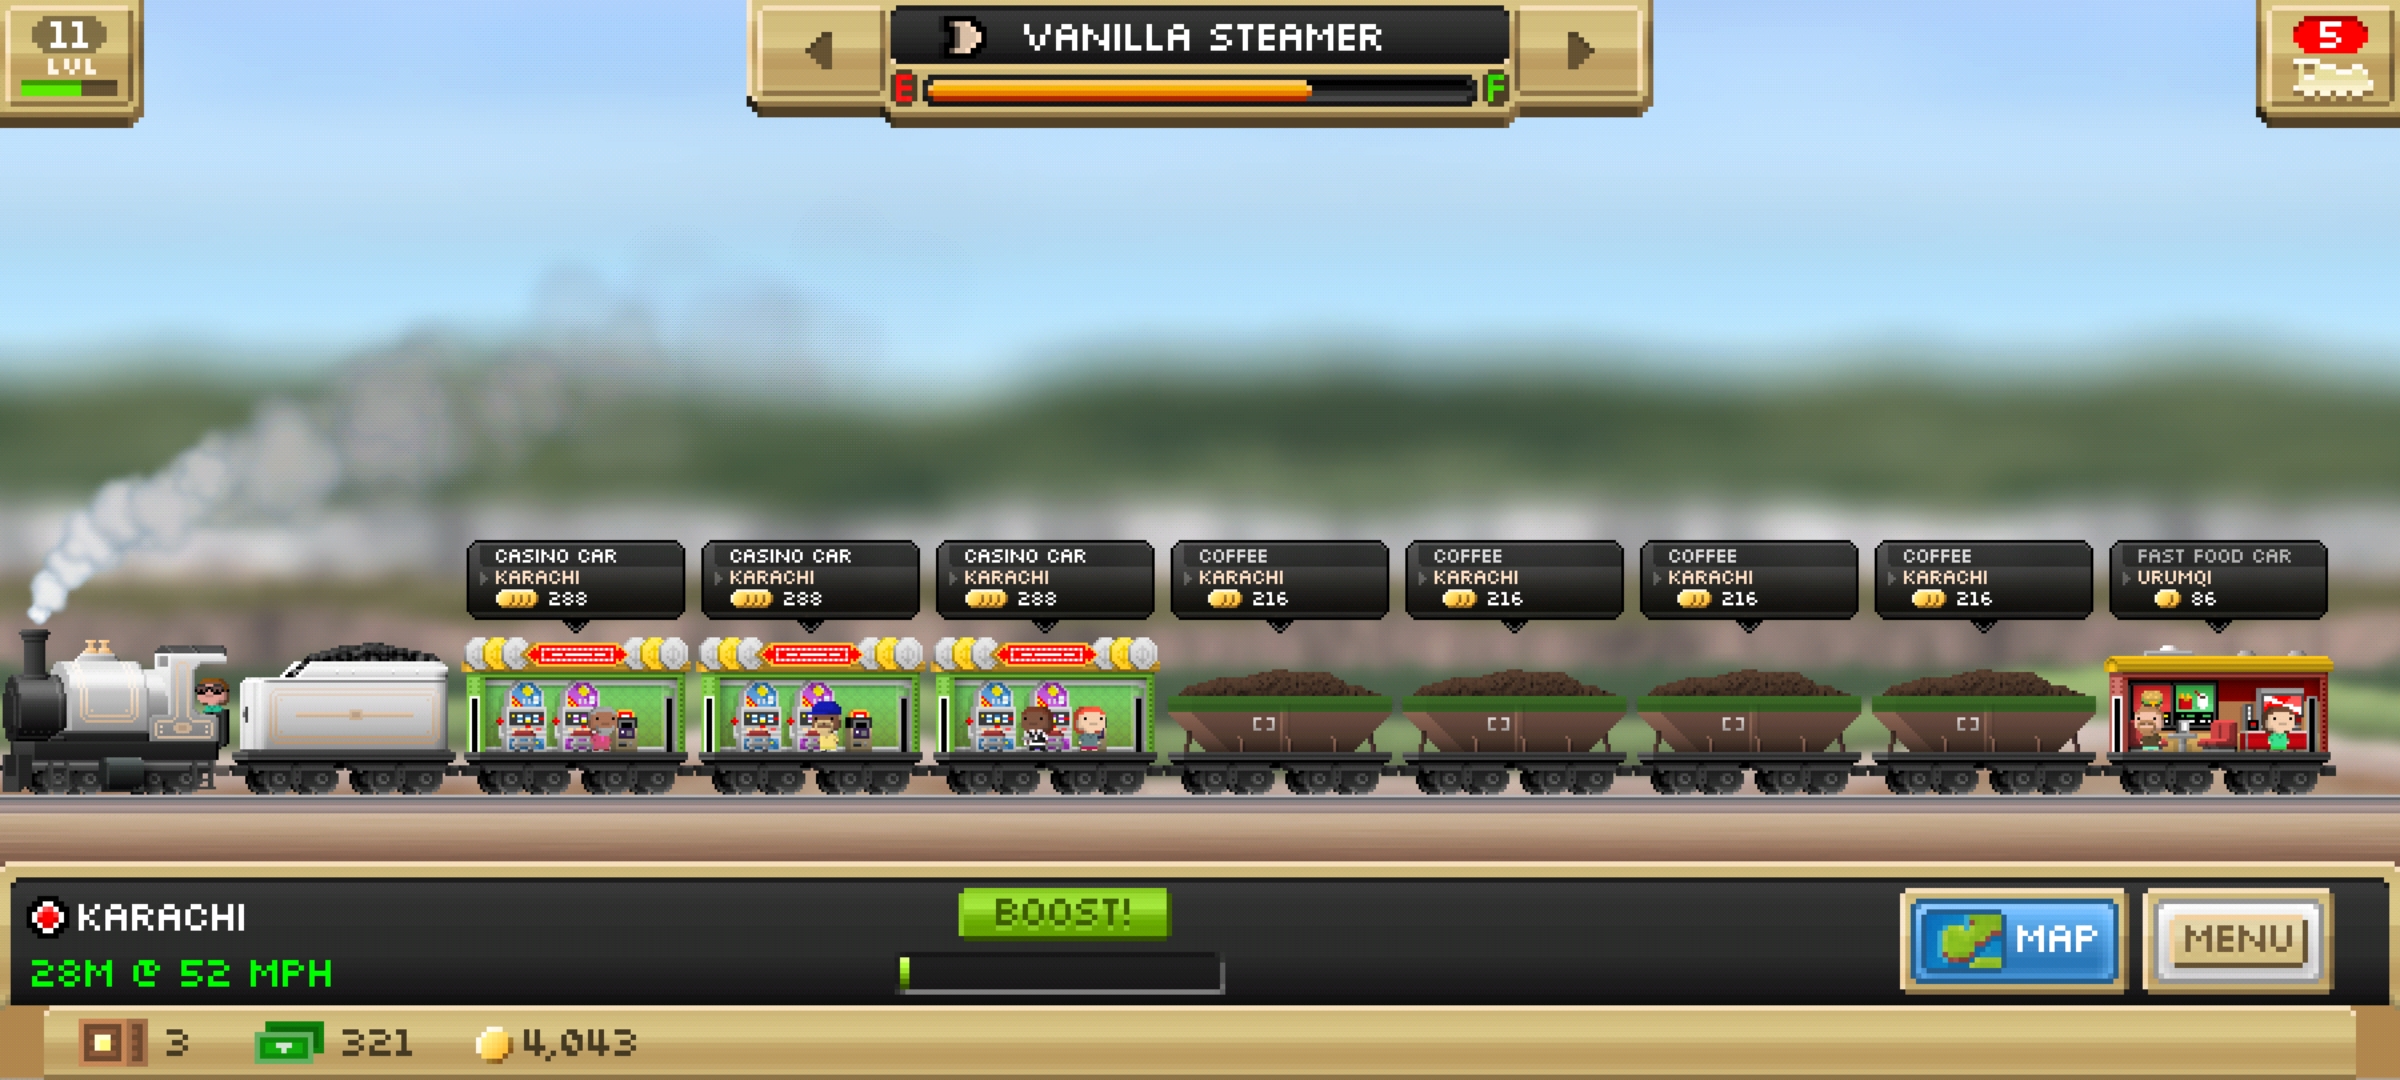 11
LVL
VANILLA STEAMER
E F
5
CASINO CAR
KARACHI
288
CASINO CAR
KARACHI
288
CASINO CAR
KARACHI
288
COFFEE
KARACHI
216
COFFEE
KARACHI
216
COFFEE
KARACHI
216
COFFEE
KARACHI
216
FAST FOOD CAR
URUMQI
86
KARACHI
28M @ 52 MPH
BOOST!
MAP
MENU
3
321
4,043